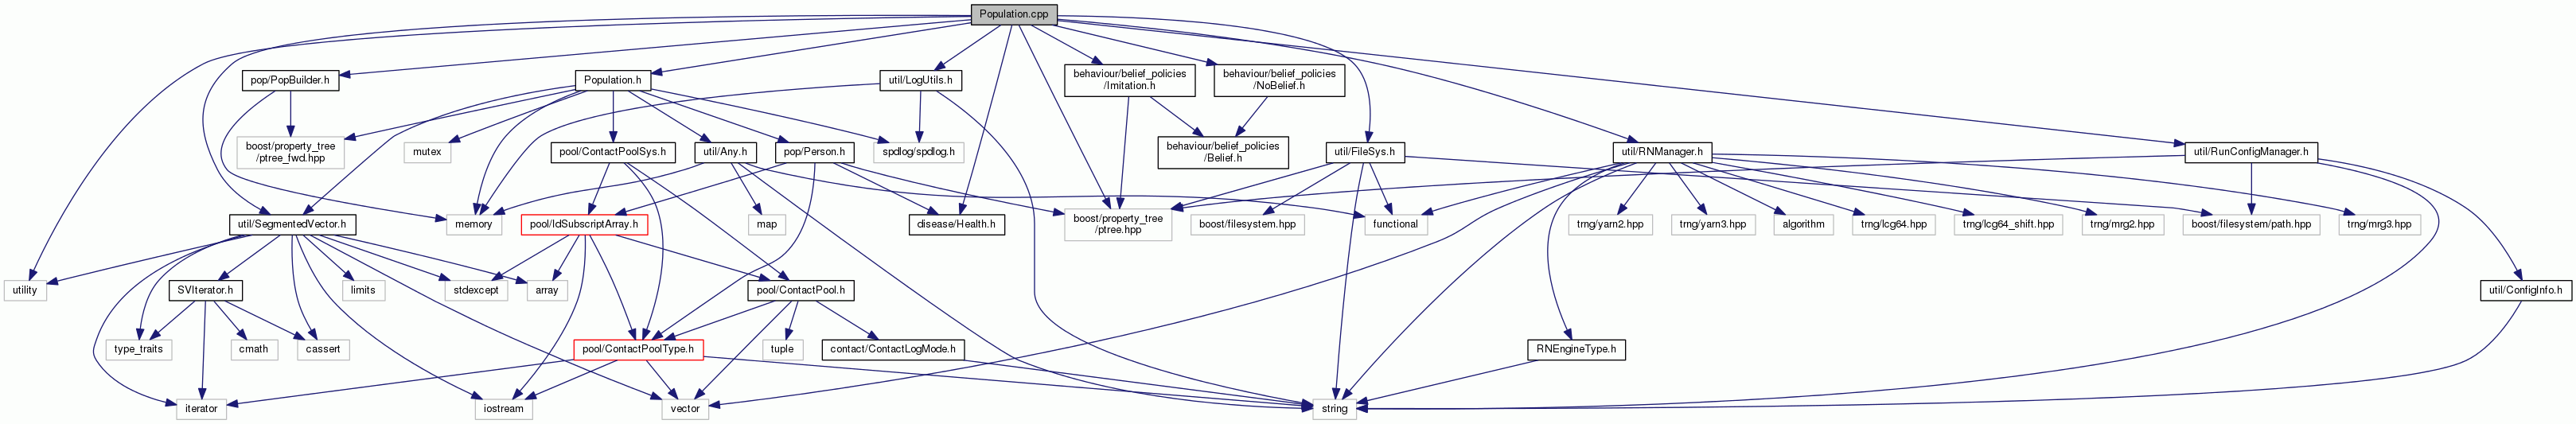 Population.cpp
pop/PopBuilder.h
Population.h
util/LogUtils.h
behaviour/belief_policies
/Imitation.h
behaviour/belief_policies
/NoBelief.h
boost/property_tree
/ptree_fwd.hpp
mutex
pool/ContactPoolSys.h
util/Any.h
pop/Person.h
spdlog/spdlog.h
behaviour/belief_policies
/Belief.h
util/FileSys.h
util/RNManager.h
util/RunConfigManager.h
util/SegmentedVector.h
memory
pool/IdSubscriptArray.h
map
disease/Health.h
boost/property_tree
/ptree.hpp
boost/filesystem.hpp
functional
trng/yarn2.hpp
trng/yarn3.hpp
algorithm
trng/lcg64.hpp
trng/lcg64_shift.hpp
trng/mrg2.hpp
boost/filesystem/path.hpp
trng/mrg3.hpp
utility
SVIterator.h
limits
stdexcept
array
pool/ContactPool.h
util/ConfigInfo.h
type_traits
cmath
cassert
pool/ContactPoolType.h
tuple
contact/ContactLogMode.h
RNEngineType.h
iterator
iostream
vector
string